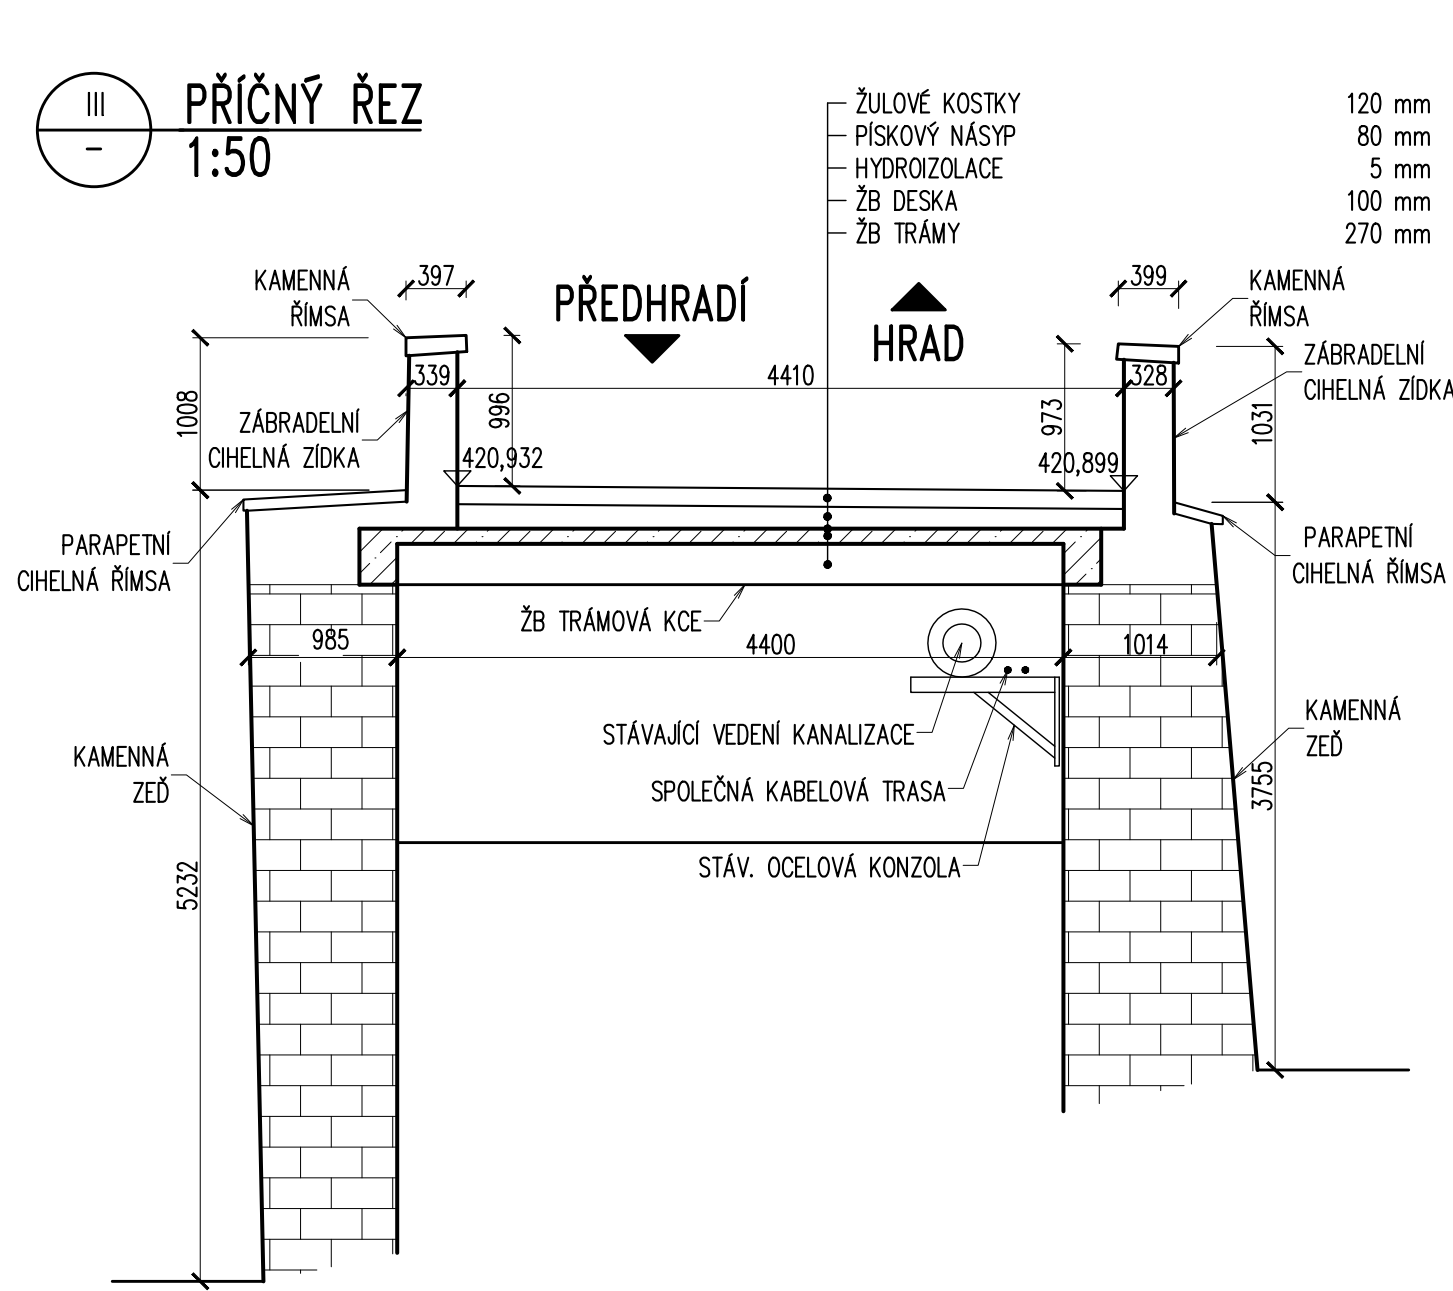 III
PŘÍČNÝ ŘEZ
–
1:50
ŽULOVÉ KOSTKY 120 mm
PÍSKOVÝ NÁSYP 80 mm
HYDROIZOLACE 5 mm
ŽB DESKA 100 mm
ŽB TRÁMY 270 mm
KAMENNÁ
ŘÍMSA
397
PŘEDHRADÍ
HRAD
399
KAMENNÁ
ŘÍMSA
339
4410
328
ZÁBRADELNÍ
CIHELNÁ ZÍDKA
1008
996
973
1031
ZÁBRADELNÍ
CIHELNÁ ZÍDKA
420,932
420,899
PARAPETNÍ
CIHELNÁ ŘÍMSA
PARAPETNÍ
CIHELNÁ ŘÍMSA
ŽB TRÁMOVÁ KCE
985
4400
1014
STÁVAJÍCÍ VEDENÍ KANALIZACE
KAMENNÁ
ZEĎ
KAMENNÁ
ZEĎ
SPOLEČNÁ KABELOVÁ TRASA
3755
STÁV. OCELOVÁ KONZOLA
5232